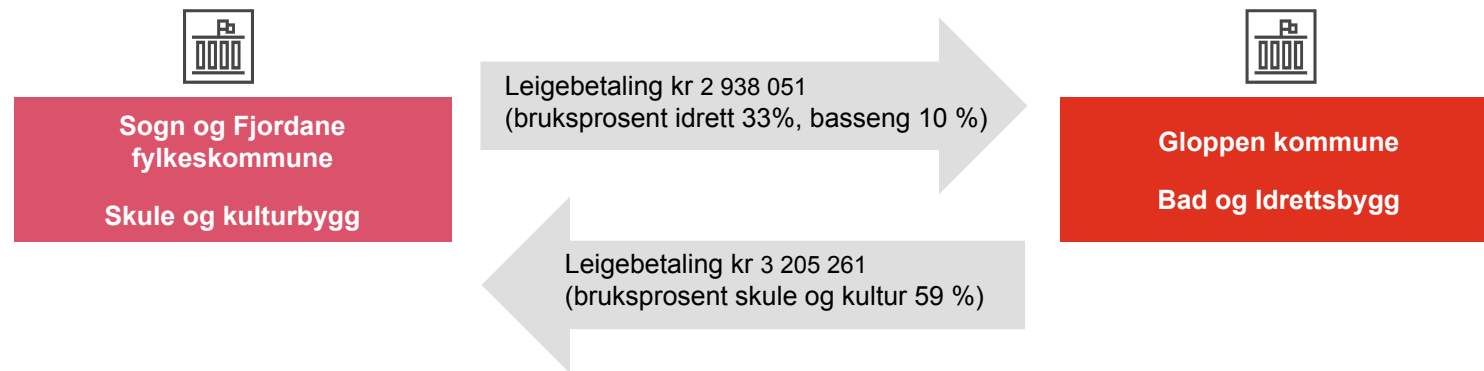 Sogn og Fjordane
fylkeskommune
Skule og kulturbygg
Leigebetaling kr 2 938 051
(bruksprosent idrett 33%, basseng 10 %)
Gloppen kommune
Bad og Idrettsbygg
Leigebetaling kr 3 205 261
(bruksprosent skule og kultur 59 %)